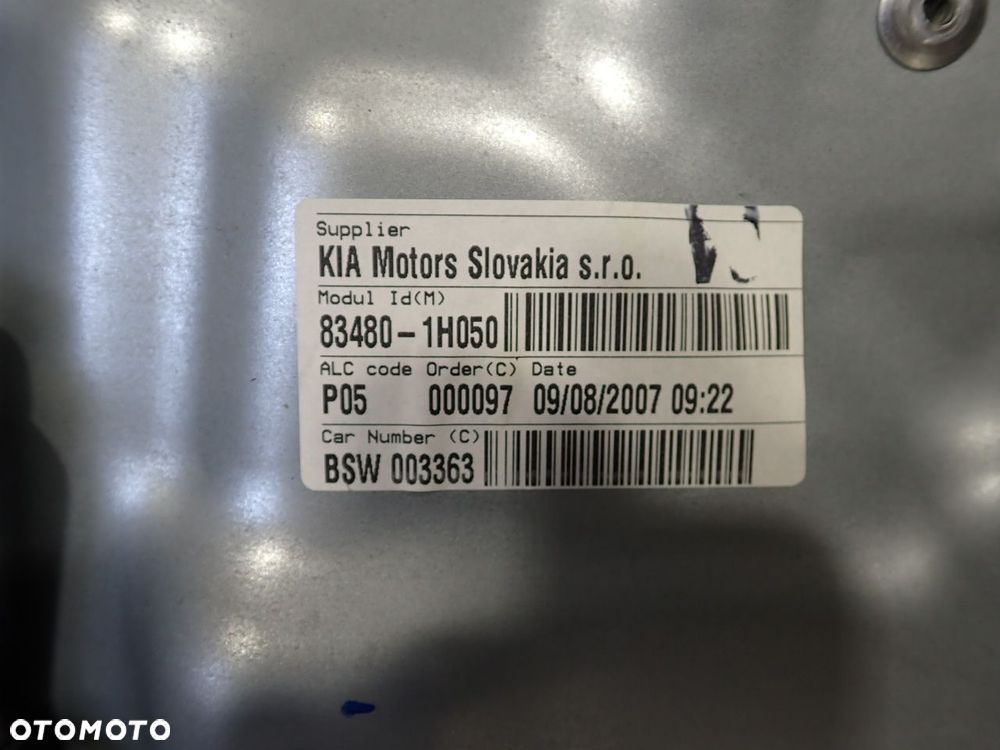 Supplier
KIA Motors Slovakia s.r.o.
Modul Id(M)
83480-1H050
ALC code Order(C) Date
P05 000097 09/08/2007 09:22
Car Number (C)
BSW 003363
OTOMOTO